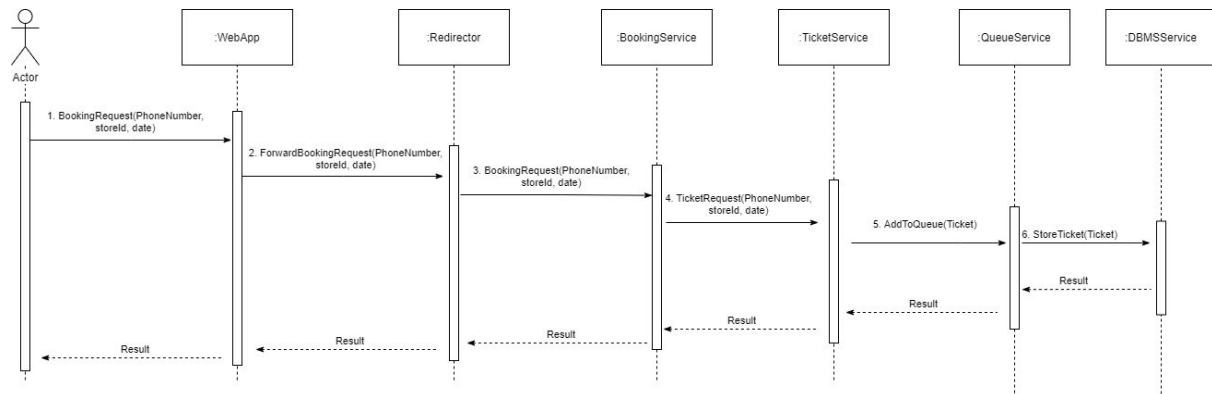 :WebApp
:Redirector
:BookingService
:TicketService
:QueueService
:DBMSService
Actor
1. BookingRequest(PhoneNumber,
storeId, date)
2. ForwardBookingRequest(PhoneNumber,
storeId, date)
3. BookingRequest(PhoneNumber,
storeId, date)
4. TicketRequest(PhoneNumber,
storeId, date)
5. AddToQueue(Ticket)
6. StoreTicket(Ticket)
Result
Result
Result
Result
Result
Result